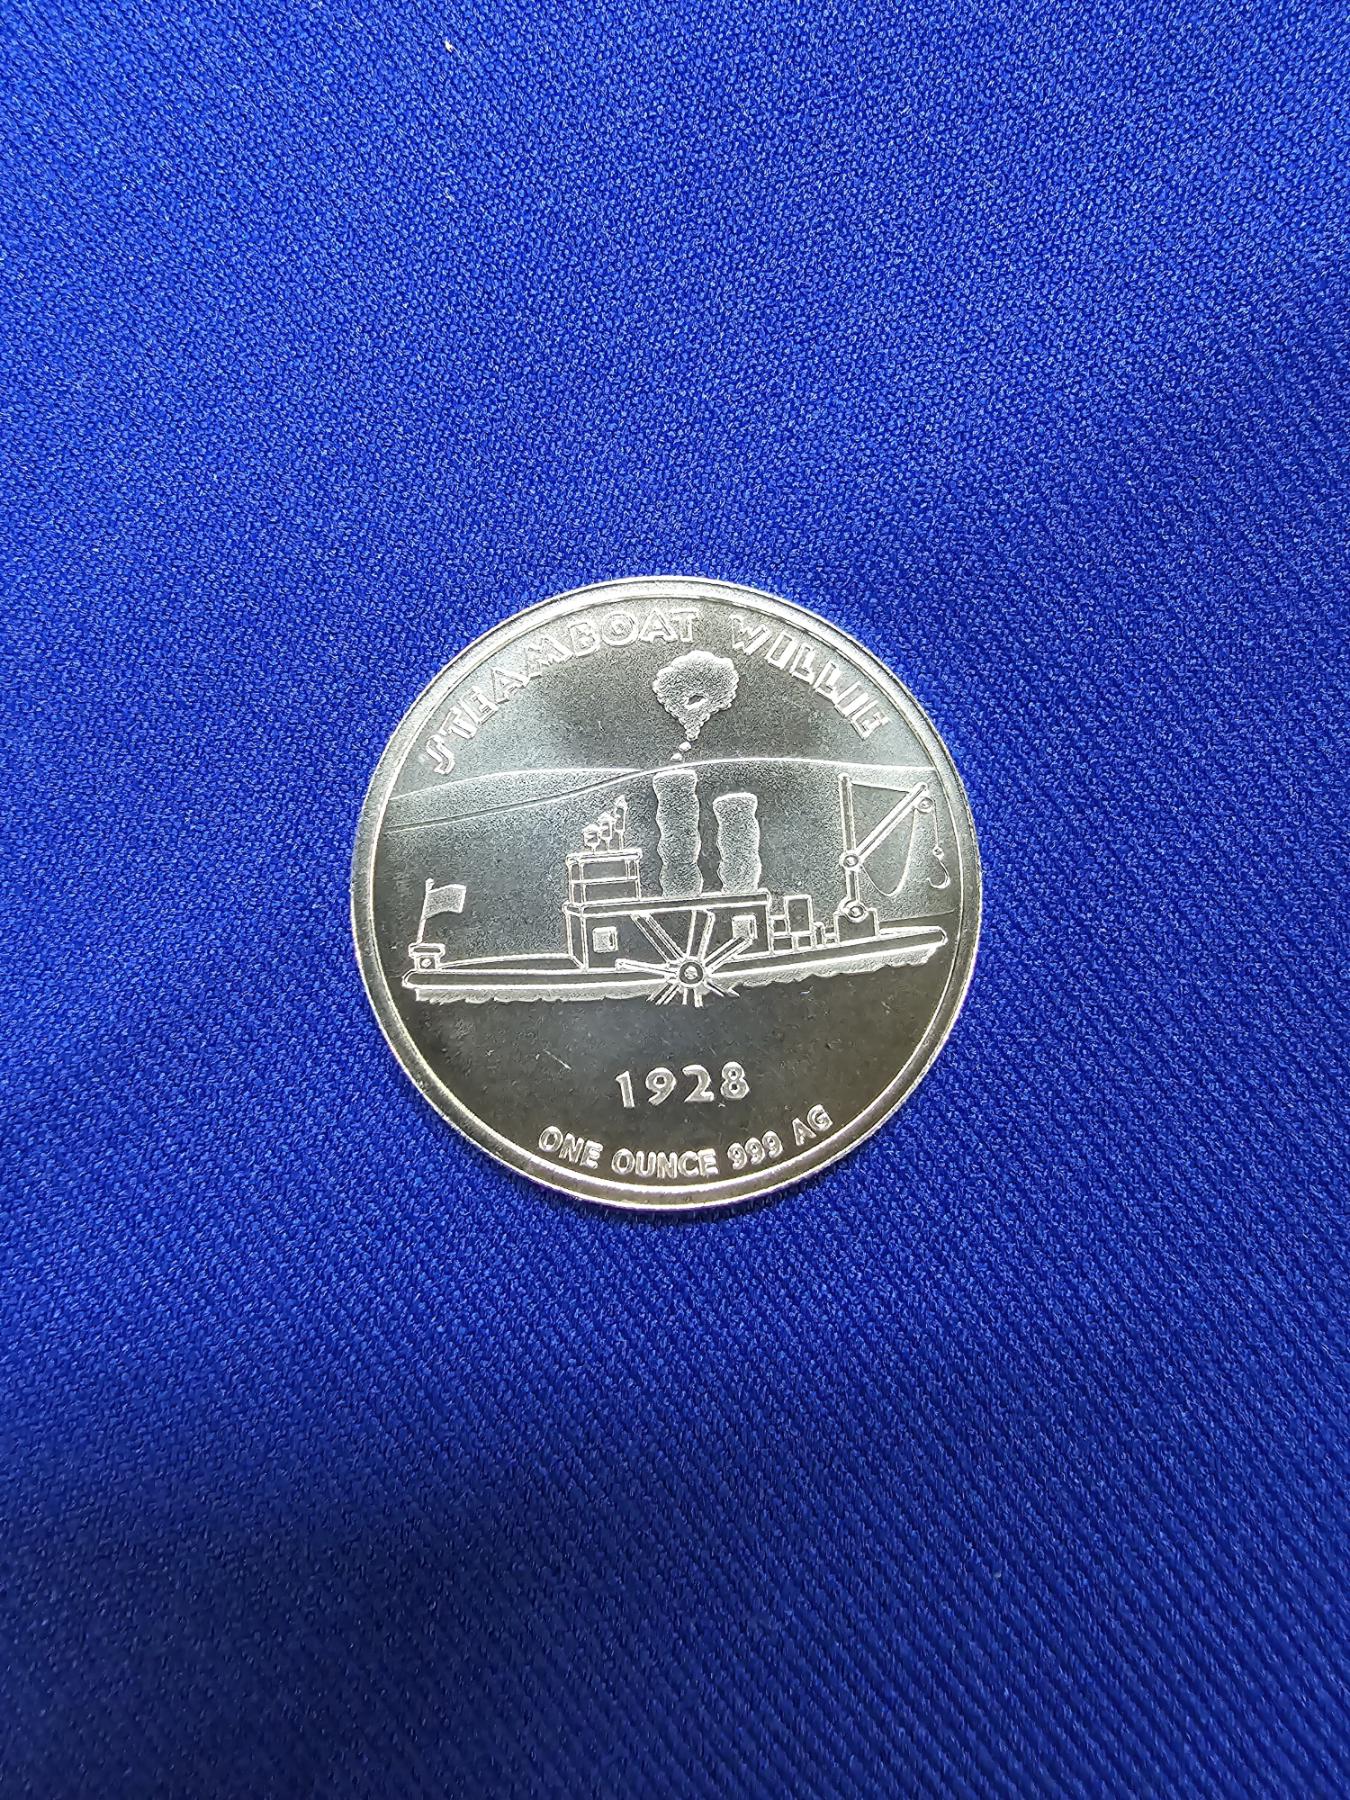 STEAMBOAT WILLIE
1928
ONE OUNCE 999 AG